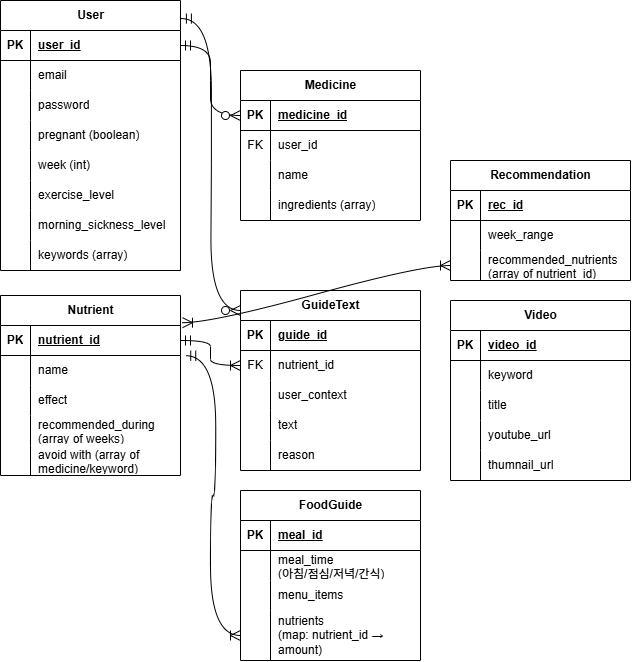 User
PK user_id
email
password
pregnant (boolean)
week (int)
exercise_level
morning_sickness_level
keywords (array)
Medicine
PK medicine_id
FK user_id
name
ingredients (array)
Recommendation
PK rec_id
week_range
recommended_nutrients
(array of nutrient_id)
Nutrient
PK nutrient_id
name
effect
recommended_during
(array of weeks)
avoid with (array of
medicine/keyword)
GuideText
PK guide_id
FK nutrient_id
user_context
text
reason
Video
PK video_id
keyword
title
youtube_url
thumnail_url
FoodGuide
PK meal_id
meal_time
(아침/점심/저녁/간식)
menu_items
nutrients
(map: nutrient_id →
amount)